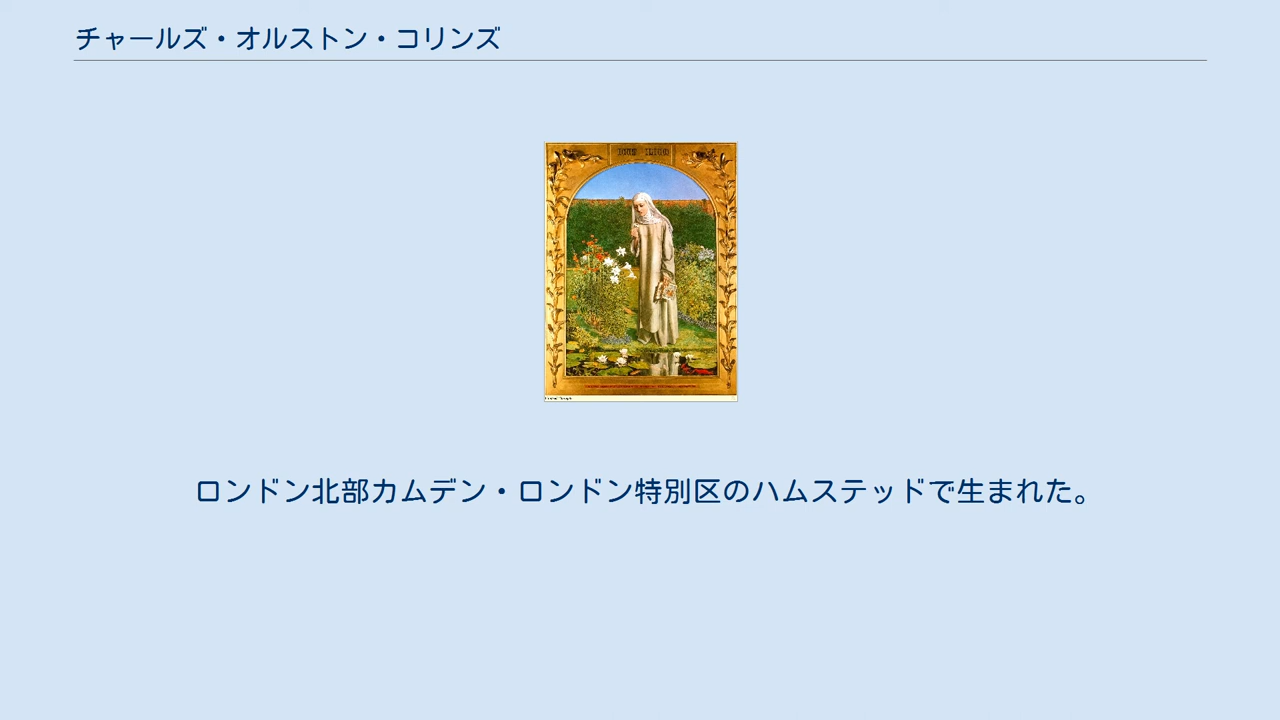 チャールズ・オルストン・コリンズ
ロンドン北部カムデン・ロンドン特別区のハムステッドで生まれた。